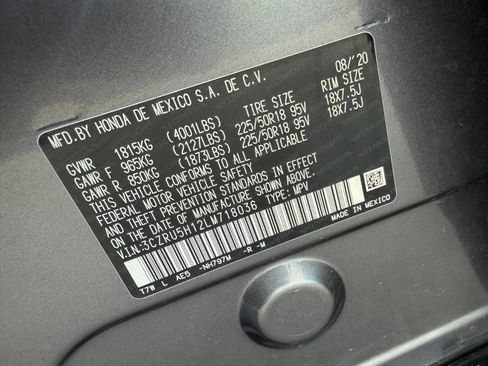 MFD.BY HONDA DE MEXICO S.A. DE C.V. 08/'20
TIRE SIZE RIM SIZE
GVWR 1815KG (4001LBS)
GAWR F 965KG (2127LBS) 225/50R18 95V 18X7.5J
GAWR R 850KG (1873LBS) 225/50R18 95V 18X7.5J
THIS VEHICLE CONFORMS TO ALL APPLICABLE
FEDERAL MOTOR VEHICLE SAFETY
AND THEFT PREVENTION STANDARDS IN EFFECT
ON THE DATE OF MANUFACTURE SHOWN ABOVE.
V.I.N.:3CZRU5H12LM718036 TYPE: MPV
T7W L AE5 -NH797M -R -M
MADE IN MEXICO